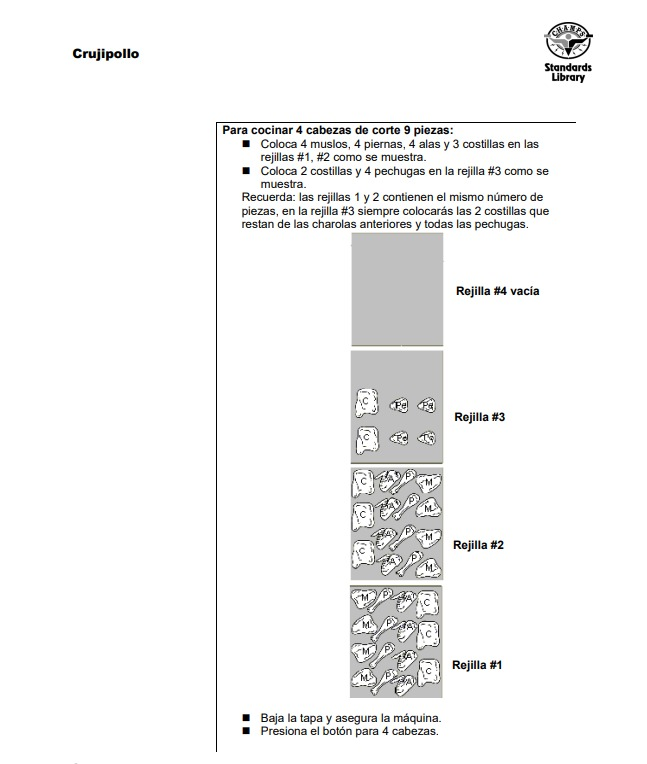 Crujipollo
CHAMPS
Standards
Library
Para cocinar 4 cabezas de corte 9 piezas:
■ Coloca 4 muslos, 4 piernas, 4 alas y 3 costillas en las
rejillas #1, #2 como se muestra.
■ Coloca 2 costillas y 4 pechugas en la rejilla #3 como se
muestra.
Recuerda: las rejillas 1 y 2 contienen el mismo número de
piezas, en la rejilla #3 siempre colocarás las 2 costillas que
restan de las charolas anteriores y todas las pechugas.
Rejilla #4 vacía
C Pe Pe
Rejilla #3
C Pe Pe
C A P M
C A P M
Rejilla #2
A P M
C A P M
M P A C
M P A C
M P A
Rejilla #1
M P A C
■ Baja la tapa y asegura la máquina.
■ Presiona el botón para 4 cabezas.